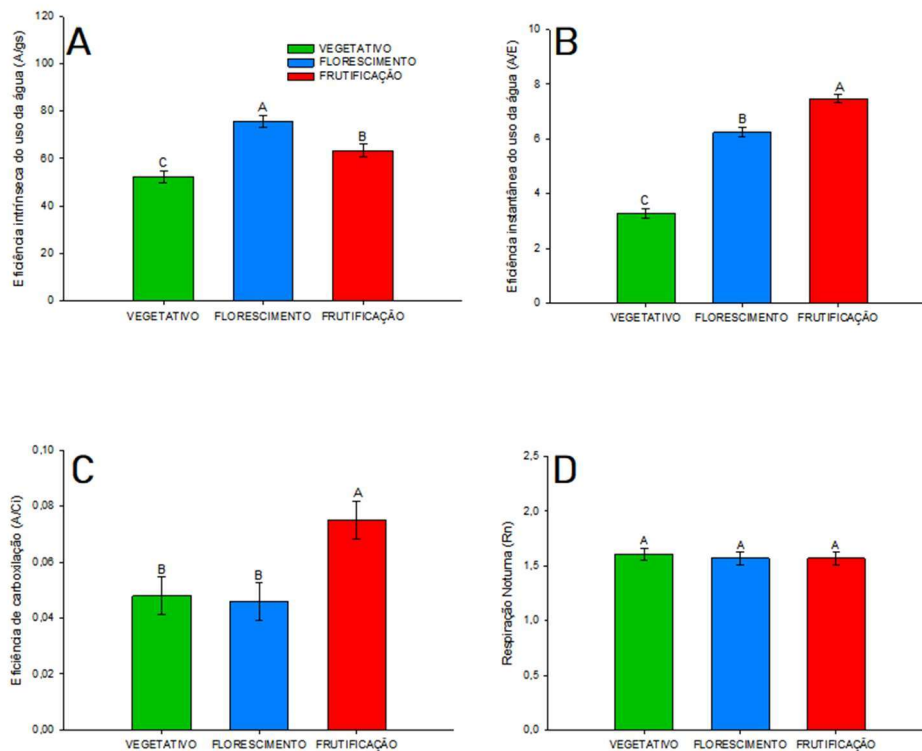 A
Eficiência intrínseca do uso da água (A/gs)
120
100
80
60
40
20
0
VEGETATIVO
FLORESCIMENTO
FRUTIFICAÇÃO
C
A
B
VEGETATIVO FLORESCIMENTO FRUTIFICAÇÃO
B
Eficiência instantânea do uso da água (A/E)
10
8
6
4
2
0
C
B
A
VEGETATIVO FLORESCIMENTO FRUTIFICAÇÃO
C
Eficiência de carboxilação (A/Ci)
0,10
0,08
0,06
0,04
0,02
0,00
B
B
A
VEGETATIVO FLORESCIMENTO FRUTIFICAÇÃO
D
Respiração Noturna (Rn)
2,5
2,0
1,5
1,0
0,5
0,0
A
A
A
VEGETATIVO FLORESCIMENTO FRUTIFICAÇÃO